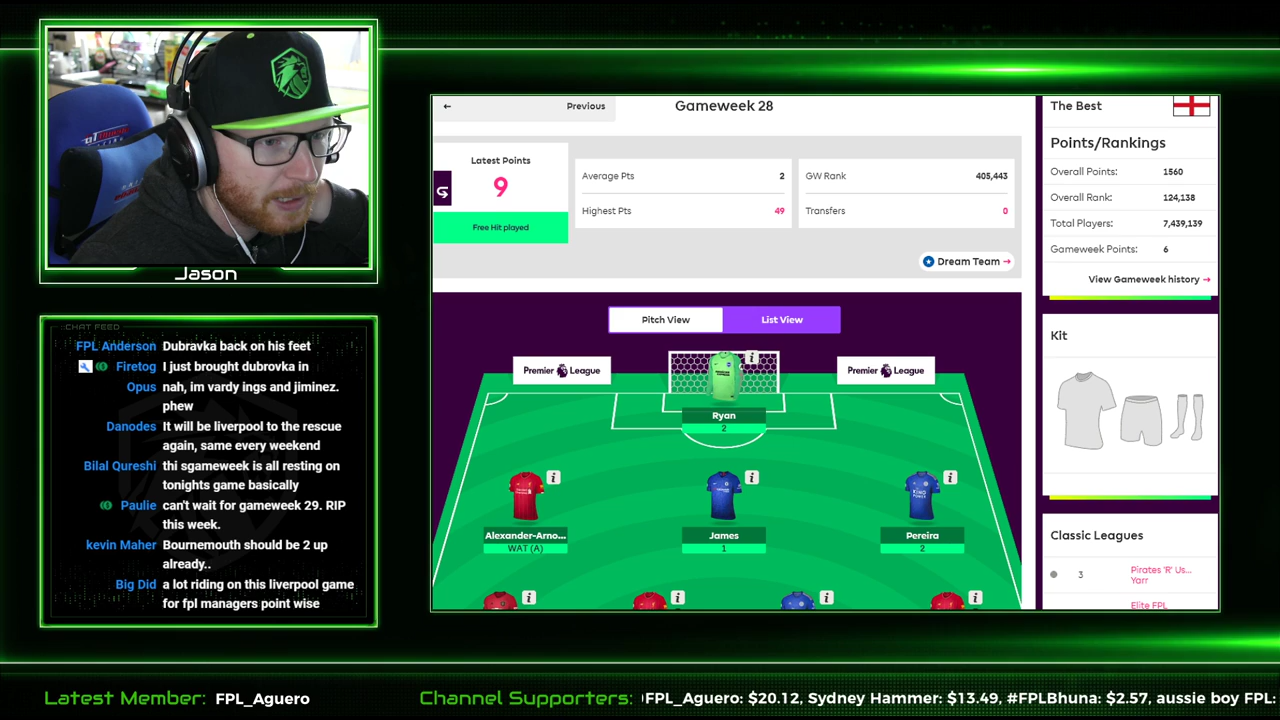 Jason
CHAT FEED
FPL Anderson Dubravka back on his feet
Firetog I just brought dubrovka in
Opus nah, im vardy ings and jiminez.
phew
Danodes It will be liverpool to the rescue
again, same every weekend
Bilal Qureshi thi sgameweek is all resting on
tonights game basically
Paulie can't wait for gameweek 29. RIP
this week.
kevin Maher Bournemouth should be 2 up
already..
Big Did a lot riding on this liverpool game
for fpl managers point wise
← Previous
Gameweek 28
Latest Points
9
Free Hit played
Average Pts 2
Highest Pts 49
GW Rank 405,443
Transfers 0
Dream Team →
Pitch View
List View
Premier League
Premier League
Ryan
2
Alexander-Arno...
WAT (A)
James
1
Pereira
2
The Best
Points/Rankings
Overall Points: 1560
Overall Rank: 124,138
Total Players: 7,439,139
Gameweek Points: 6
View Gameweek history →
Kit
Classic Leagues
3 Pirates 'R' Us...
Yarr
Elite FPL
Latest Member: FPL_Aguero
Channel Supporters: FPL_Aguero: $20.12, Sydney Hammer: $13.49, #FPLBhuna: $2.57, aussie boy FPL: